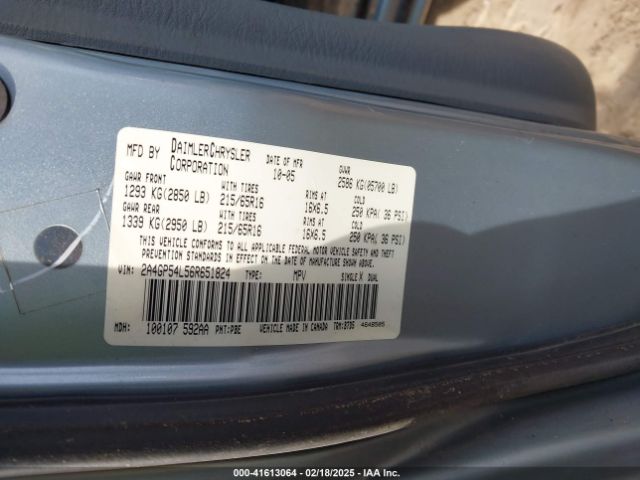 MFD BY DAIMLERCHRYSLER CORPORATION DATE OF MFR 10-05 GVWR 2586 KG(05700 LB)
GAWR FRONT WITH TIRES RIMS AT COLD
1293 KG(2850 LB) 215/65R16 16X6.5 250 KPA( 36 PSI)
GAWR REAR WITH TIRES RIMS AT COLD
1339 KG(2950 LB) 215/65R16 16X6.5 250 KPA( 36 PSI)
THIS VEHICLE CONFORMS TO ALL APPLICABLE FEDERAL MOTOR VEHICLE SAFETY AND THEFT
PREVENTION STANDARDS IN EFFECT ON THE DATE OF MANUFACTURE SHOWN ABOVE.
VIN: 2A4GP54L56R651824 TYPE: MPV SINGLE X DUAL
MDH: 100107 592AA PNT:PBE VEHICLE MADE IN CANADA TRM:B7D5 4648505
000-41613064 - 02/18/2025 - IAA Inc.